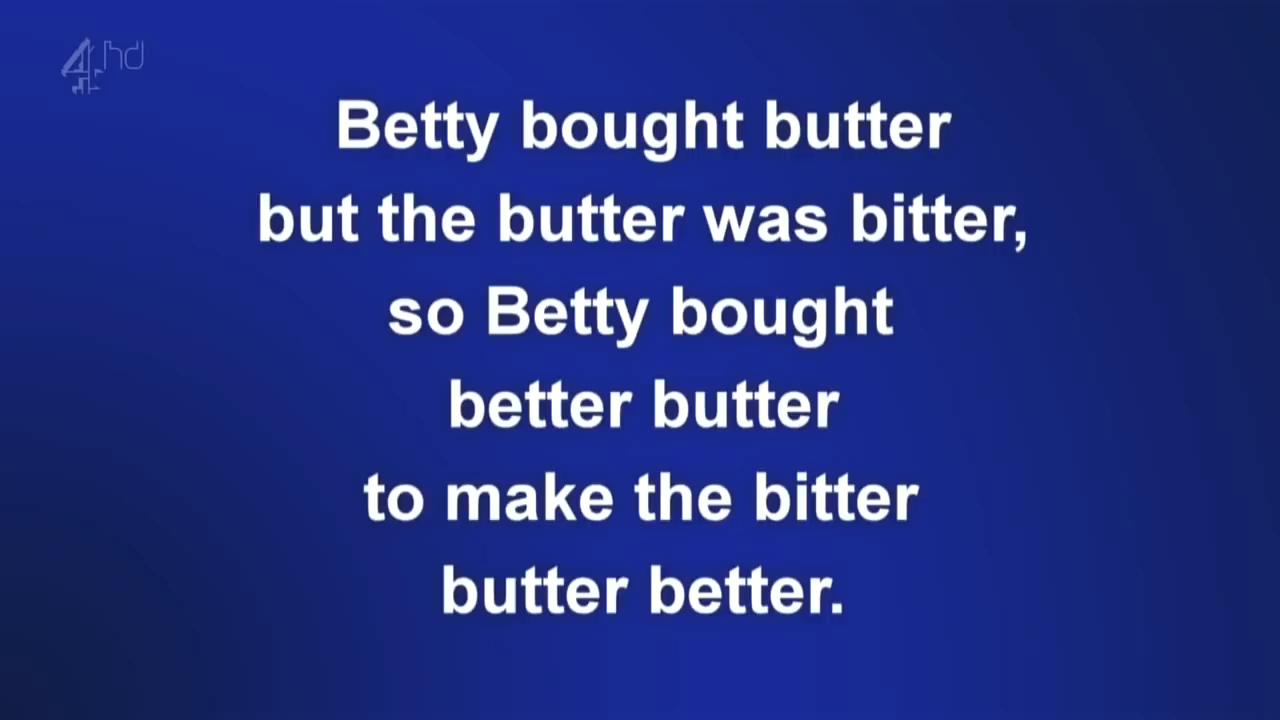 4hd
Betty bought butter
but the butter was bitter,
so Betty bought
better butter
to make the bitter
butter better.